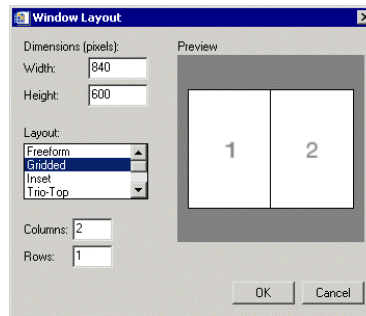 Window Layout
Dimensions (pixels):
Width: 840
Height: 600
Layout:
Freeform
Gridded
Inset
Trio-Top
Columns: 2
Rows: 1
Preview
1 2
OK Cancel